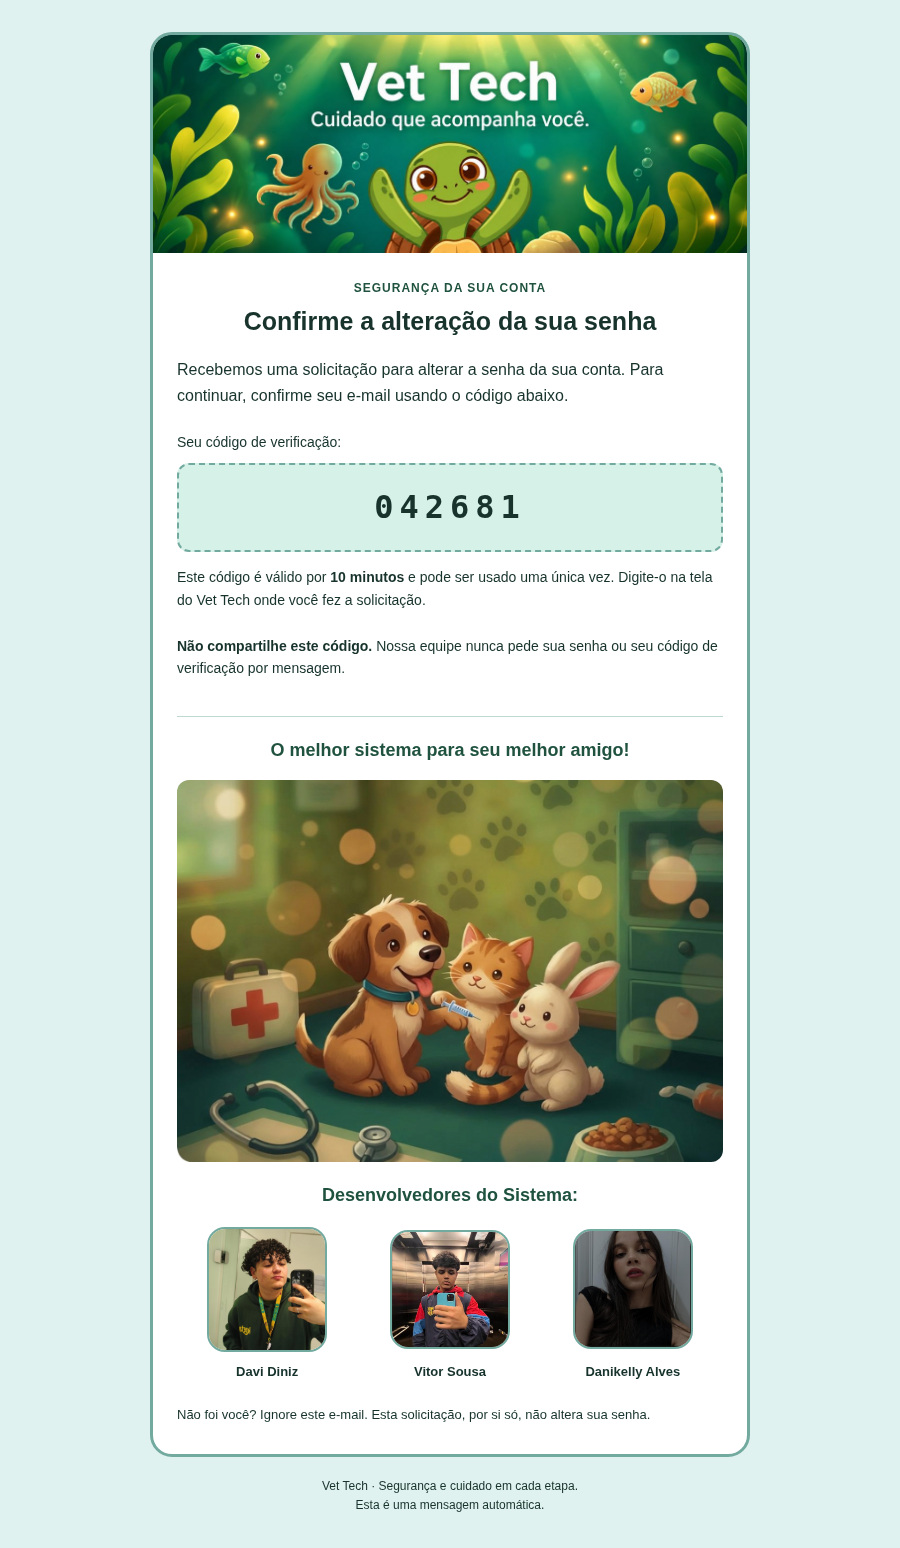 Vet Tech
Cuidado que acompanha você.
SEGURANÇA DA SUA CONTA
Confirme a alteração da sua senha
Recebemos uma solicitação para alterar a senha da sua conta. Para
continuar, confirme seu e-mail usando o código abaixo.
Seu código de verificação:
042681
Este código é válido por 10 minutos e pode ser usado uma única vez. Digite-o na tela
do Vet Tech onde você fez a solicitação.
Não compartilhe este código. Nossa equipe nunca pede sua senha ou seu código de
verificação por mensagem.
O melhor sistema para seu melhor amigo!
Desenvolvedores do Sistema:
Davi Diniz
Vitor Sousa
Danikelly Alves
Não foi você? Ignore este e-mail. Esta solicitação, por si só, não altera sua senha.
Vet Tech · Segurança e cuidado em cada etapa.
Esta é uma mensagem automática.